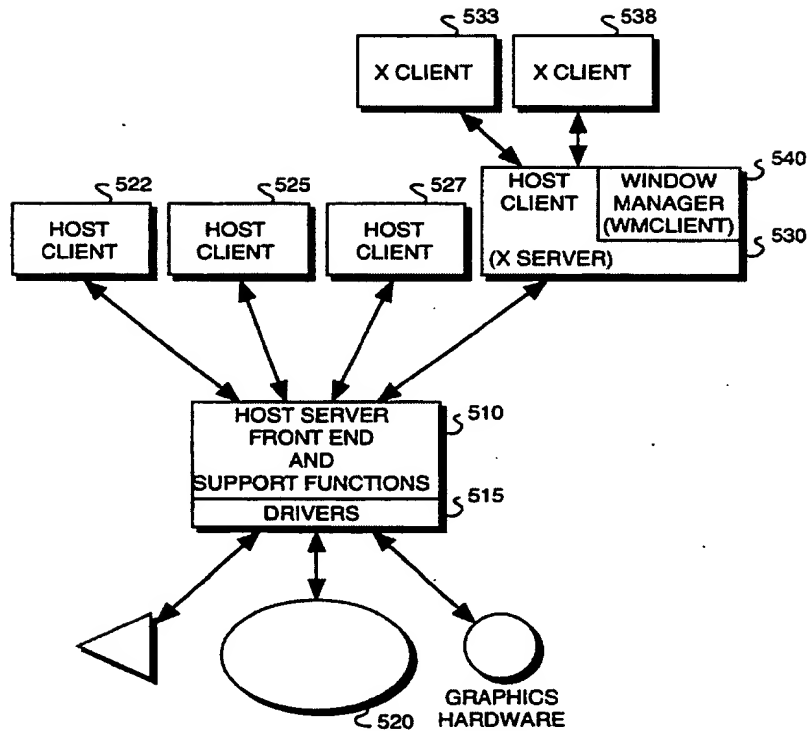 533
538
X CLIENT
X CLIENT
540
522
525
527
HOST
CLIENT
WINDOW
MANAGER
(WMCLIENT)
530
HOST
CLIENT
HOST
CLIENT
HOST
CLIENT
(X SERVER)
HOST SERVER
FRONT END
AND
SUPPORT FUNCTIONS
510
515
DRIVERS
520
GRAPHICS
HARDWARE